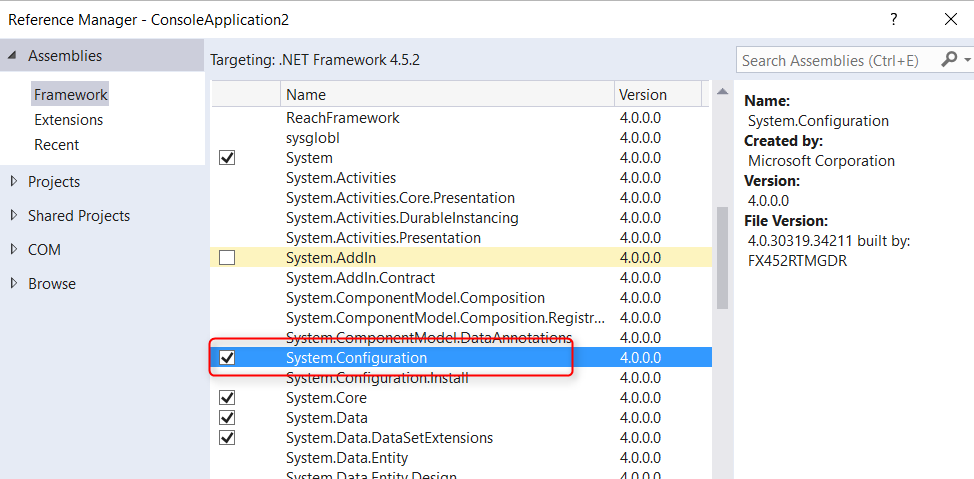 Reference Manager - ConsoleApplication2
?
Assemblies
Framework
Extensions
Recent
Projects
Shared Projects
COM
Browse
Targeting: .NET Framework 4.5.2
Name Version
ReachFramework 4.0.0.0
sysglobl 4.0.0.0
System 4.0.0.0
System.Activities 4.0.0.0
System.Activities.Core.Presentation 4.0.0.0
System.Activities.DurableInstancing 4.0.0.0
System.Activities.Presentation 4.0.0.0
System.AddIn 4.0.0.0
System.AddIn.Contract 4.0.0.0
System.ComponentModel.Composition 4.0.0.0
System.ComponentModel.Composition.Registr... 4.0.0.0
System.ComponentModel.DataAnnotations 4.0.0.0
System.Configuration 4.0.0.0
System.Configuration.Install 4.0.0.0
System.Core 4.0.0.0
System.Data 4.0.0.0
System.Data.DataSetExtensions 4.0.0.0
System.Data.Entity 4.0.0.0
System.Data.Entity.Design 4.0.0.0
Search Assemblies (Ctrl+E)
Name:
System.Configuration
Created by:
Microsoft Corporation
Version:
4.0.0.0
File Version:
4.0.30319.34211 built by:
FX452RTMGDR